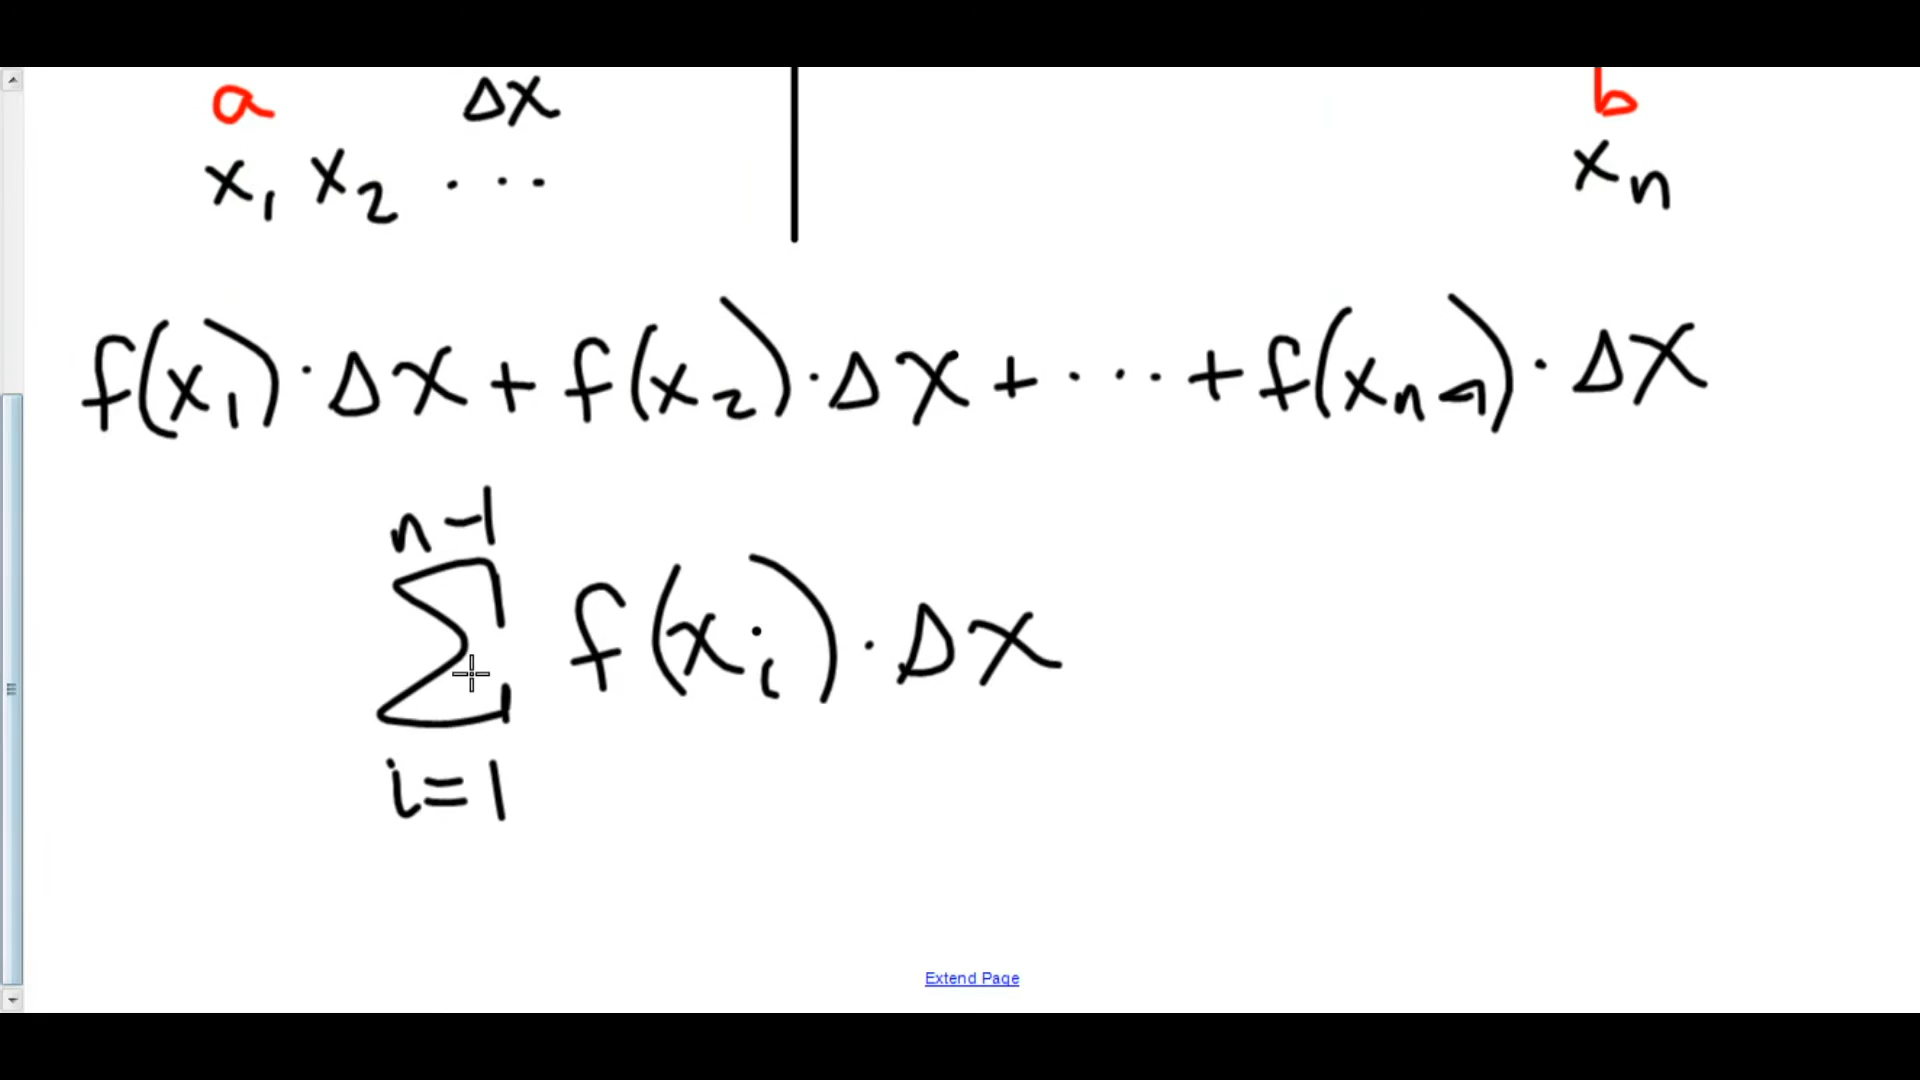 a Δx b
x₁ x₂ ... xₙ
f(x₁)·Δx + f(x₂)·Δx + ··· + f(xₙ₋₁)·Δx
n-1
Σ f(xᵢ)·Δx
i=1
Extend Page